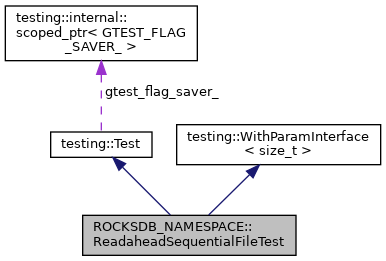 testing::internal::
scoped_ptr< GTEST_FLAG
_SAVER_ >
gtest_flag_saver_
testing::Test
testing::WithParamInterface
< size_t >
ROCKSDB_NAMESPACE::
ReadaheadSequentialFileTest